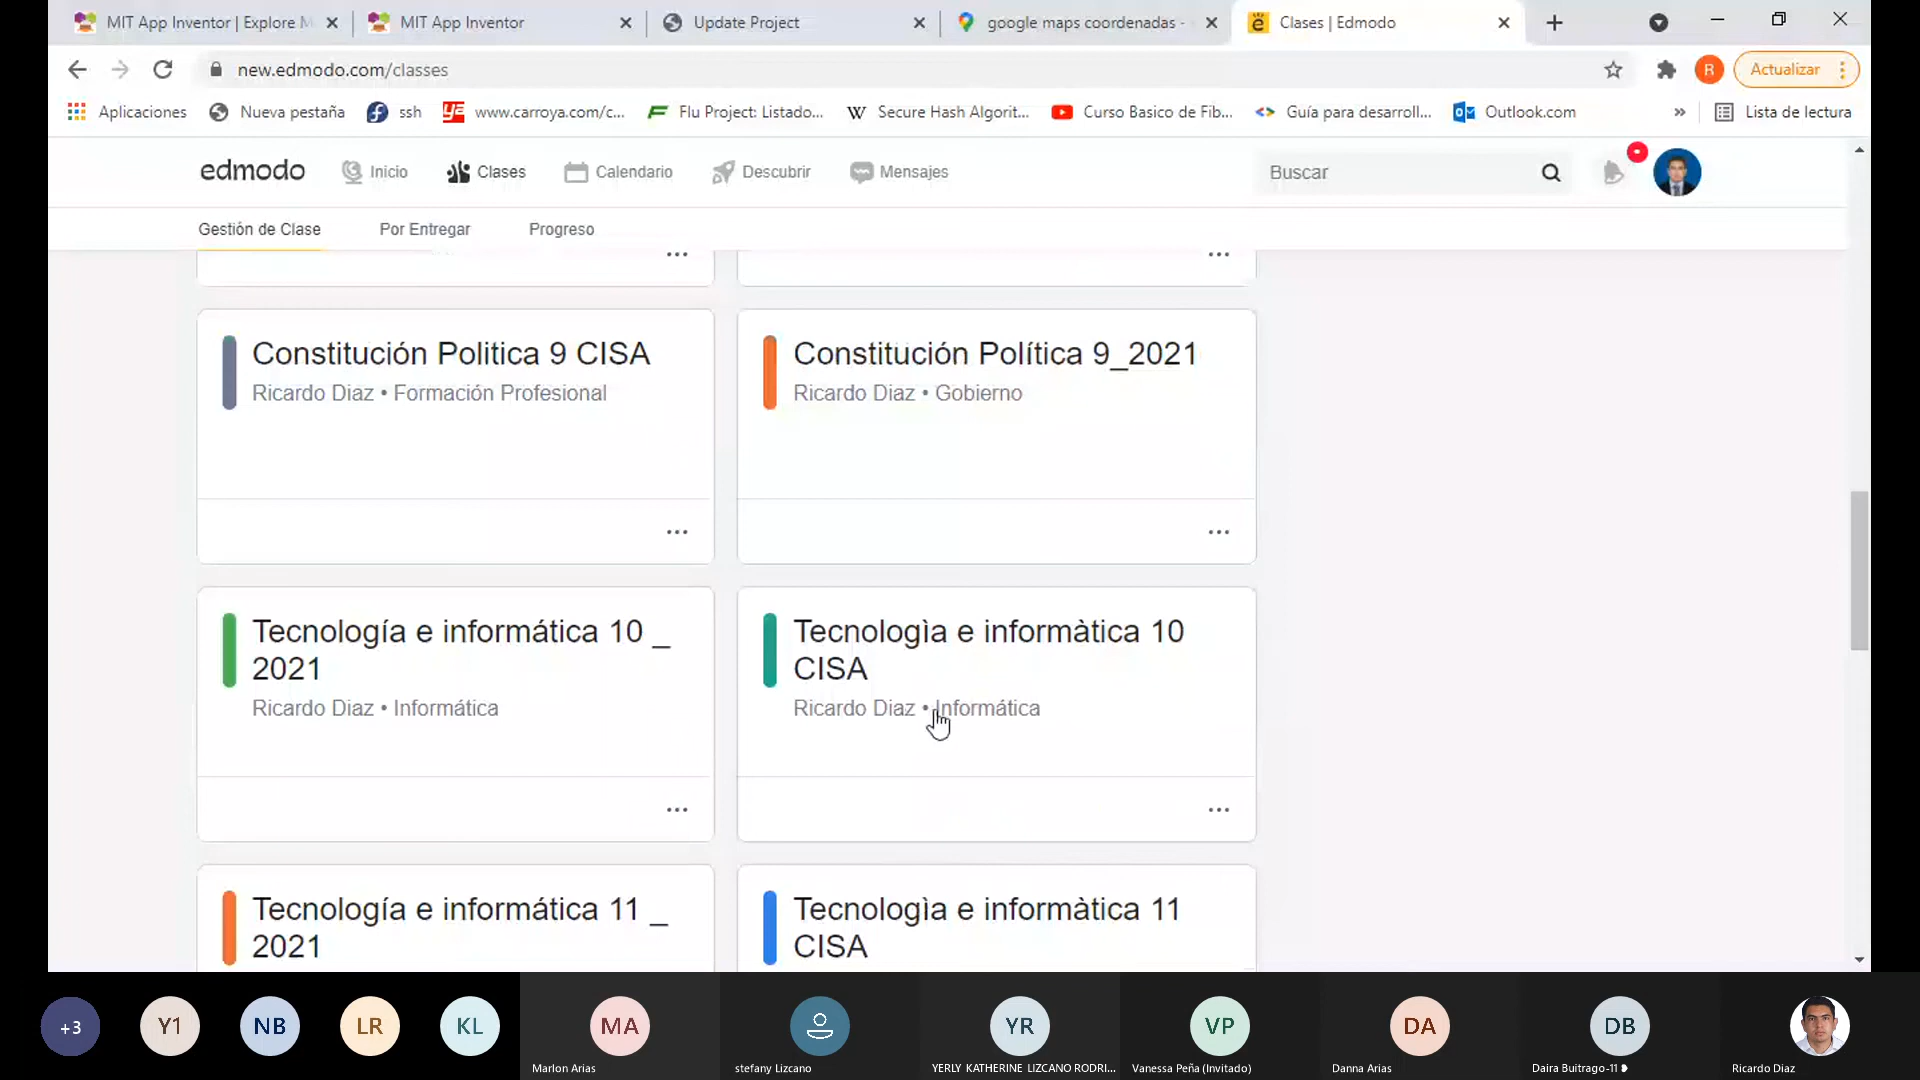 MIT App Inventor | Explore M
MIT App Inventor
Update Project
google maps coordenadas -
Clases | Edmodo
new.edmodo.com/classes
R
Actualizar
Aplicaciones
Nueva pestaña
ssh
www.carroya.com/c...
Flu Project: Listado...
W
Secure Hash Algorit...
Curso Basico de Fib...
Guía para desarroll...
Outlook.com
»
Lista de lectura
edmodo
Inicio
Clases
Calendario
Descubrir
Mensajes
Buscar
Gestión de Clase
Por Entregar
Progreso
Constitución Politica 9 CISA
Ricardo Diaz • Formación Profesional
Constitución Política 9_2021
Ricardo Diaz • Gobierno
Tecnología e informática 10 _
2021
Ricardo Diaz • Informática
Tecnologìa e informàtica 10
CISA
Ricardo Diaz • Informática
Tecnología e informática 11 _
2021
Tecnologìa e informàtica 11
CISA
+3
Y1
NB
LR
KL
MA
Marlon Arias
stefany Lizcano
YR
YERLY KATHERINE LIZCANO RODRI...
VP
Vanessa Peña (Invitado)
DA
Danna Arias
DB
Daira Buitrago-11
Ricardo Diaz